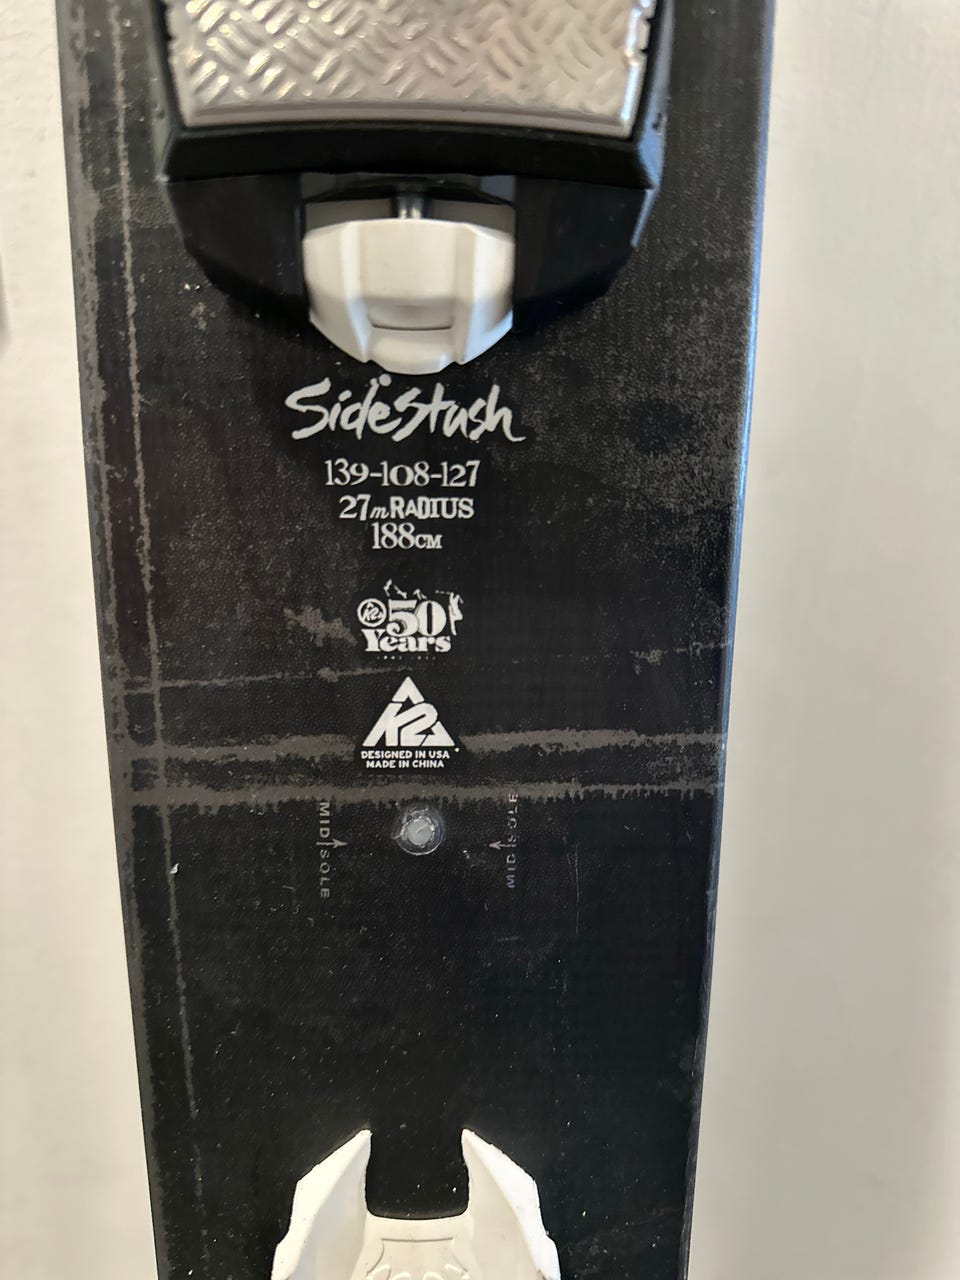 SideStash
139-108-127
27m RADIUS
188CM
K2 50
Years
K2
DESIGNED IN USA
MADE IN CHINA
MID SOLE
MID SOLE